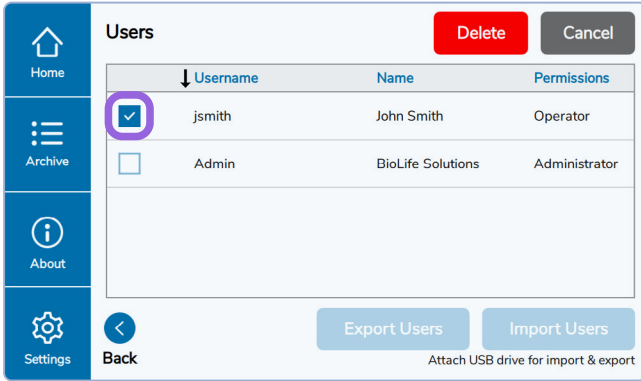 Users
Delete
Cancel
Home
Username
Name
Permissions
jsmith
John Smith
Operator
Archive
Admin
BioLife Solutions
Administrator
About
Settings
Back
Export Users
Import Users
Attach USB drive for import & export